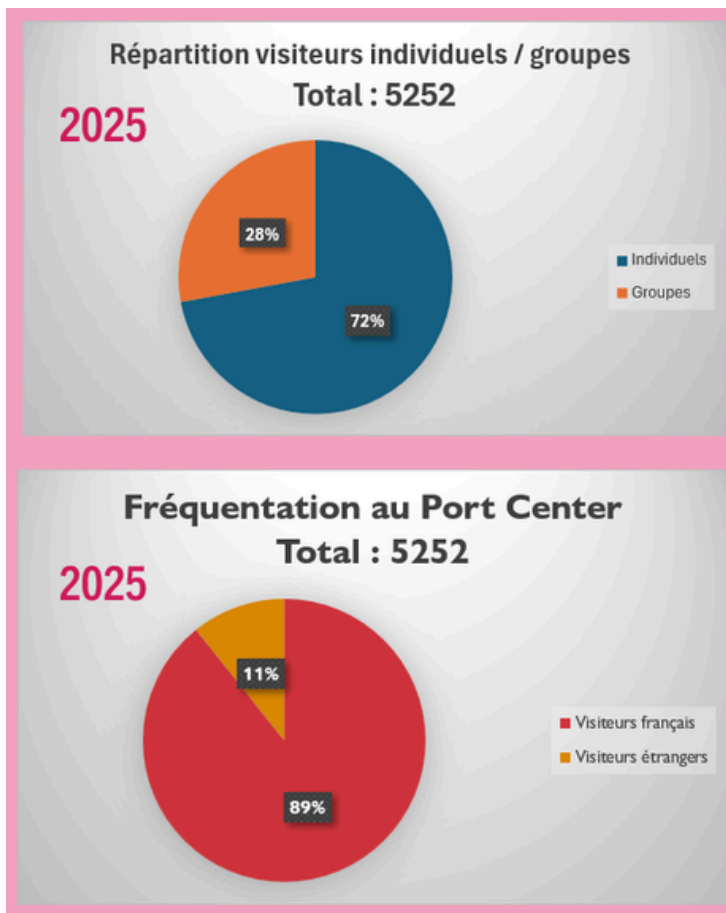 Répartition visiteurs individuels / groupes
Total : 5252
2025
28%
72%
Individuels
Groupes
Fréquentation au Port Center
Total : 5252
2025
11%
89%
Visiteurs français
Visiteurs étrangers